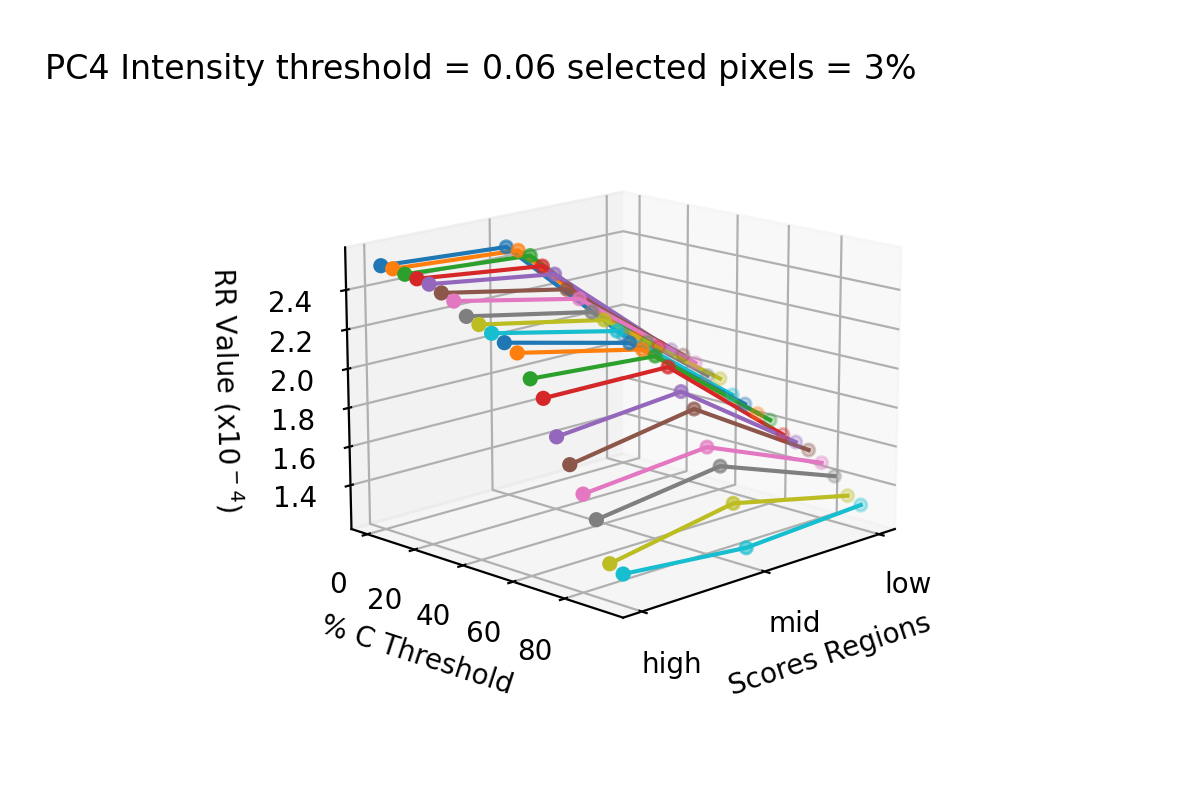 PC4 Intensity threshold = 0.06 selected pixels = 3%
RR Value (x10⁻⁴)
2.4
2.2
2.0
1.8
1.6
1.4
0
20
40
60
80
% C Threshold
high
mid
low
Scores Regions